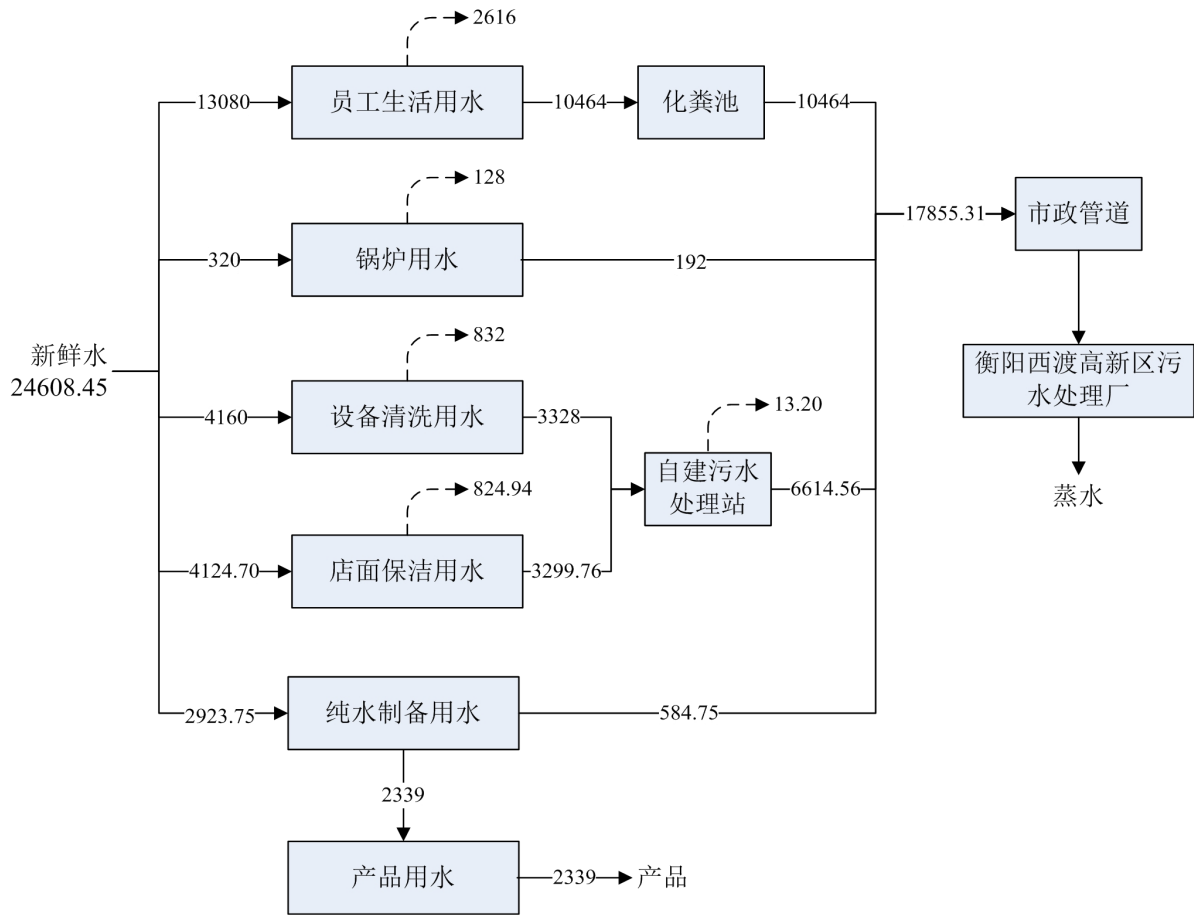 2616
13080
员工生活用水
10464
化粪池
10464
128
320
锅炉用水
192
17855.31
市政管道
新鲜水
24608.45
832
4160
设备清洗用水
3328
13.20
自建污水
处理站
6614.56
衡阳西渡高新区污
水处理厂
蒸水
824.94
4124.70
店面保洁用水
3299.76
2923.75
纯水制备用水
584.75
2339
产品用水
2339
产品